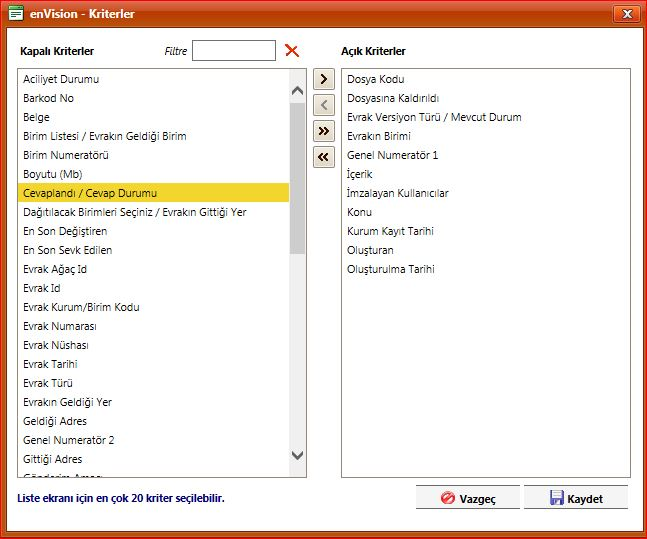 enVision - Kriterler
Kapalı Kriterler
Filtre
Açık Kriterler
Aciliyet Durumu
Barkod No
Belge
Birim Listesi / Evrakın Geldiği Birim
Birim Numeratörü
Boyutu (Mb)
Cevaplandı / Cevap Durumu
Dağıtılacak Birimleri Seçiniz / Evrakın Gittiği Yer
En Son Değiştiren
En Son Sevk Edilen
Evrak Ağaç Id
Evrak Id
Evrak Kurum/Birim Kodu
Evrak Numarası
Evrak Nüshası
Evrak Tarihi
Evrak Türü
Evrakın Geldiği Yer
Geldiği Adres
Genel Numeratör 2
Gittiği Adres
Gönderim Amacı
Dosya Kodu
Dosyasına Kaldırıldı
Evrak Versiyon Türü / Mevcut Durum
Evrakın Birimi
Genel Numeratör 1
İçerik
İmzalayan Kullanıcılar
Konu
Kurum Kayıt Tarihi
Oluşturan
Oluşturulma Tarihi
Liste ekranı için en çok 20 kriter seçilebilir.
Vazgeç
Kaydet